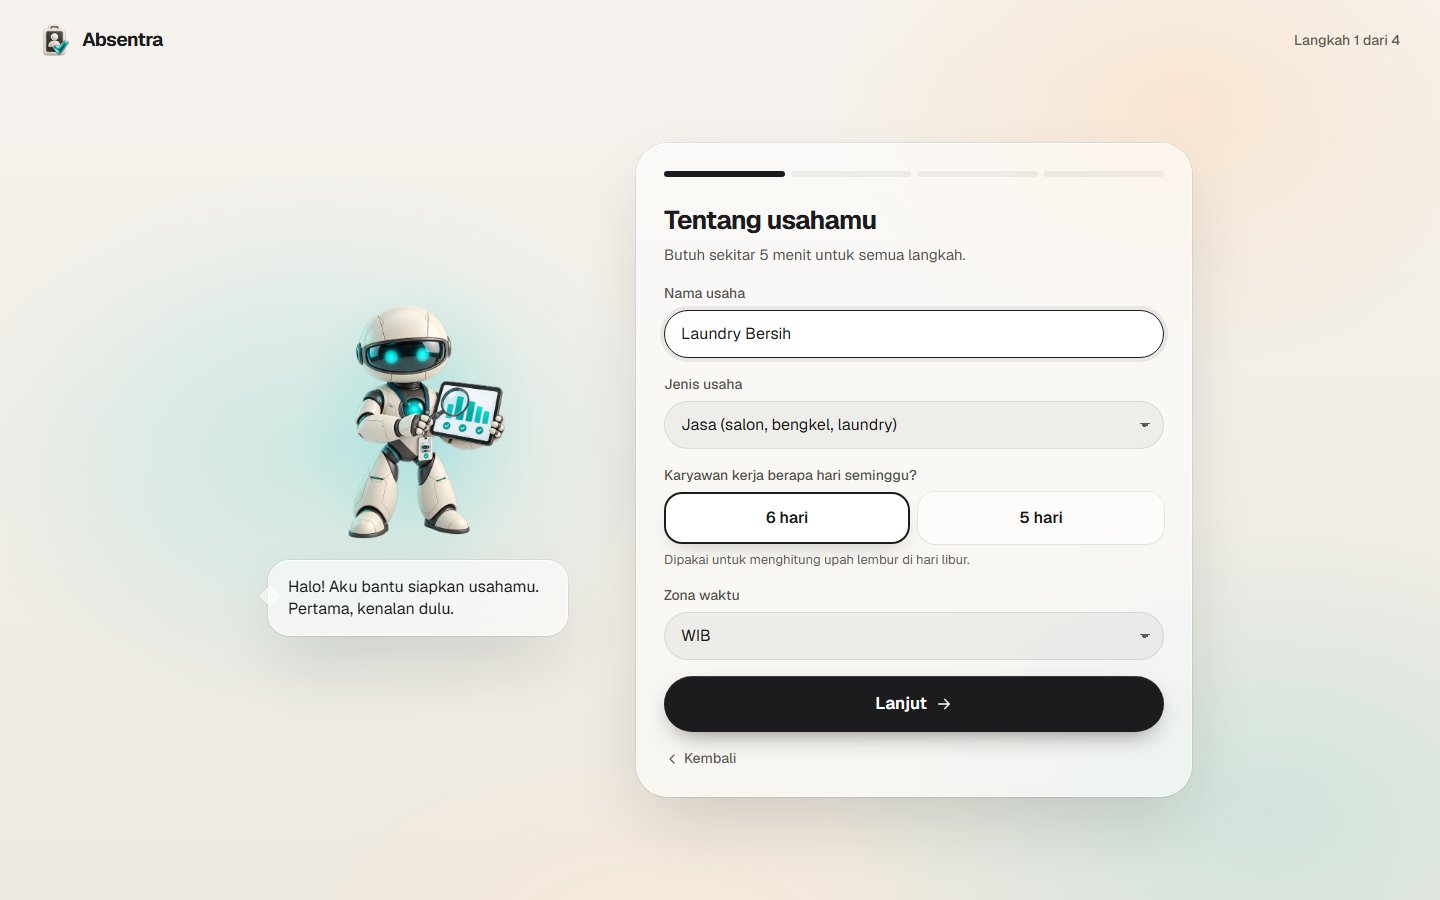 Absentra
Langkah 1 dari 4
Tentang usahamu
Butuh sekitar 5 menit untuk semua langkah.
Nama usaha
Laundry Bersih
Jenis usaha
Jasa (salon, bengkel, laundry)
Karyawan kerja berapa hari seminggu?
6 hari
5 hari
Dipakai untuk menghitung upah lembur di hari libur.
Zona waktu
WIB
Lanjut →
Kembali
Halo! Aku bantu siapkan usahamu.
Pertama, kenalan dulu.